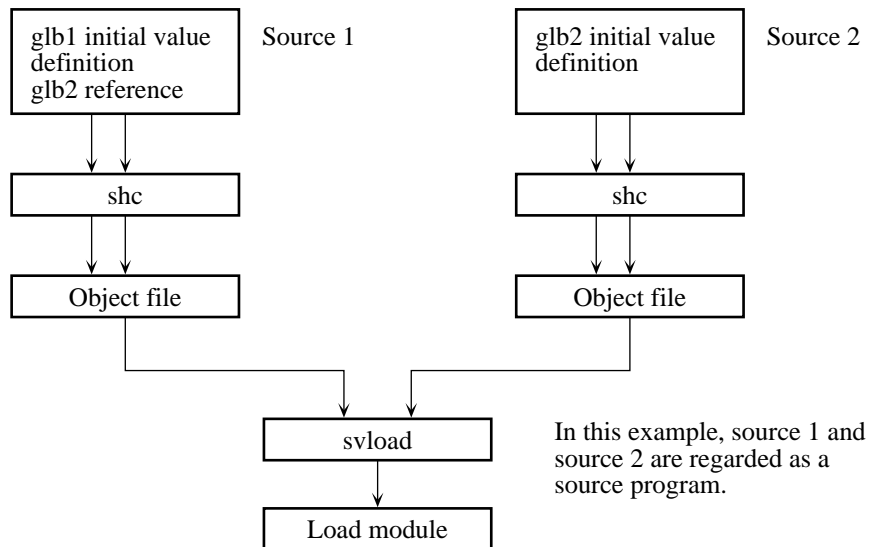 glb1 initial value
definition
glb2 reference
Source 1
glb2 initial value
definition
Source 2
shc
shc
Object file
Object file
svload
In this example, source 1 and
source 2 are regarded as a
source program.
Load module